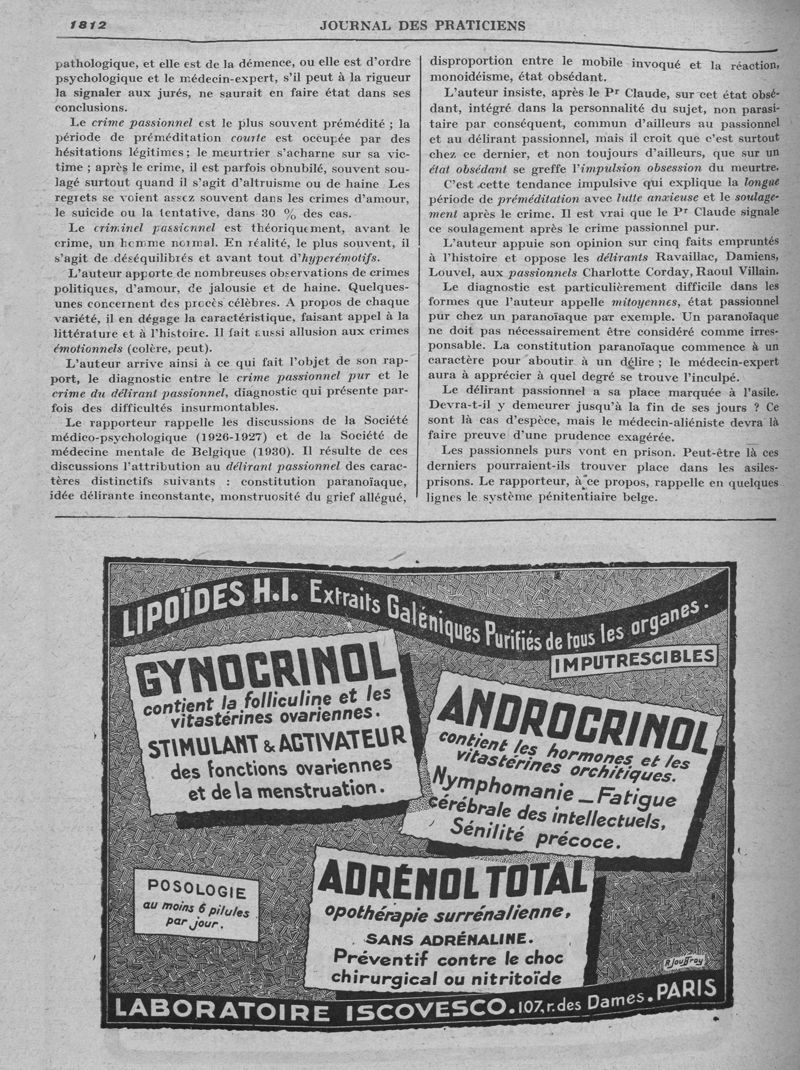 1812
JOURNAL DES PRATICIENS
pathologique, et elle est de la démence, ou elle est d'ordre
psychologique et le médecin-expert, s'il peut à la rigueur
la signaler aux jurés, ne saurait en faire état dans ses
conclusions.
Le crime passionnel est le plus souvent prémédité ; la
période de préméditation courte est occupée par des
hésitations légitimes ; le meurtrier s'acharne sur sa vic-
time ; après le crime, il est parfois obnubilé, souvent sou-
lagé surtout quand il s'agit d'altruisme ou de haine Les
regrets se voient assez souvent dans les crimes d'amour,
le suicide ou la tentative, dans 30 % des cas.
Le criminel passionnel est théoriquement, avant le
crime, un homme normal. En réalité, le plus souvent, il
s'agit de déséquilibrés et avant tout d'hyperémotifs.
L'auteur apporte de nombreuses observations de crimes
politiques, d'amour, de jalousie et de haine. Quelques-
unes concernent des procès célèbres. A propos de chaque
variété, il en dégage la caractéristique, faisant appel à la
littérature et à l'histoire. Il fait aussi allusion aux crimes
émotionnels (colère, peut).
L'auteur arrive ainsi à ce qui fait l'objet de son rap-
port, le diagnostic entre le crime passionnel pur et le
crime du délirant passionnel, diagnostic qui présente par-
fois des difficultés insurmontables.
Le rapporteur rappelle les discussions de la Société
médico-psychologique (1926-1927) et de la Société de
médecine mentale de Belgique (1930). Il résulte de ces
discussions l'attribution au délirant passionnel des carac-
tères distinctifs suivants : constitution paranoïaque,
idée délirante inconstante, monstruosité du grief allégué,
disproportion entre le mobile invoqué et la réaction,
monoidéisme, état obsédant.
L'auteur insiste, après le Pr Claude, sur cet état obsé-
dant, intégré dans la personnalité du sujet, non parasi-
taire par conséquent, commun d'ailleurs au passionnel
et au délirant passionnel, mais il croit que c'est surtout
chez ce dernier, et non toujours d'ailleurs, que sur un
état obsédant se greffe l'impulsion obsession du meurtre.
C'est cette tendance impulsive qui explique la longue
période de préméditation avec lutte anxieuse et le soulage-
ment après le crime. Il est vrai que le Pr Claude signale
ce soulagement après le crime passionnel pur.
L'auteur appuie son opinion sur cinq faits empruntés
à l'histoire et oppose les délirants Ravaillac, Damiens,
Louvel, aux passionnels Charlotte Corday, Raoul Villain.
Le diagnostic est particulièrement difficile dans les
formes que l'auteur appelle mitoyennes, état passionnel
pur chez un paranoïaque par exemple. Un paranoïaque
ne doit pas nécessairement être considéré comme irres-
ponsable. La constitution paranoïaque commence à un
caractère pour aboutir à un délire ; le médecin-expert
aura à apprécier à quel degré se trouve l'inculpé.
Le délirant passionnel a sa place marquée à l'asile.
Devra-t-il y demeurer jusqu'à la fin de ses jours ? Ce
sont là cas d'espèce, mais le médecin-aliéniste devra là
faire preuve d'une prudence exagérée.
Les passionnels purs vont en prison. Peut-être là ces
derniers pourraient-ils trouver place dans les asiles-
prisons. Le rapporteur, à ce propos, rappelle en quelques
lignes le système pénitentiaire belge.
LIPOÏDES H.I. Extraits Galéniques Purifiés de tous les organes.
IMPUTRESCIBLES
GYNOCRINOL
contient la folliculine et les
vitastérines ovariennes.
STIMULANT & ACTIVATEUR
des fonctions ovariennes
et de la menstruation.
ANDROCRINOL
contient les hormones et les
vitastérines orchitiques.
Nymphomanie - Fatigue
cérébrale des intellectuels,
Sénilité précoce.
POSOLOGIE
au moins 6 pilules
par jour.
ADRÉNOL TOTAL
opothérapie surrénalienne,
SANS ADRÉNALINE.
Préventif contre le choc
chirurgical ou nitritoïde
R. Jouffroy
LABORATOIRE ISCOVESCO. 107, r. des Dames. PARIS